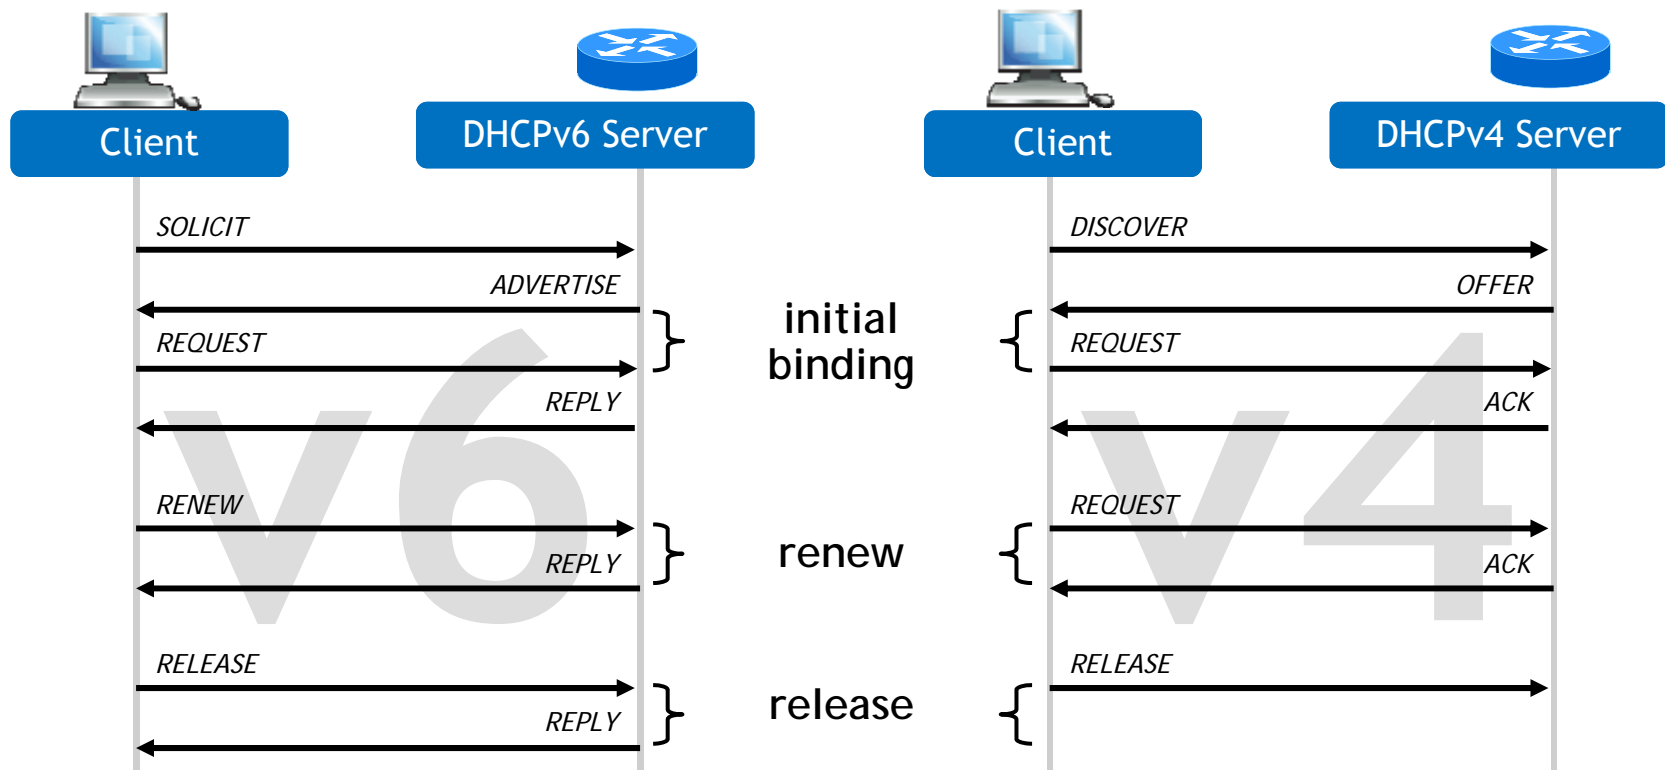 Client
DHCPv6 Server
SOLICIT
ADVERTISE
REQUEST
REPLY
RENEW
REPLY
RELEASE
REPLY
v6
initial
binding
renew
release
Client
DHCPv4 Server
DISCOVER
OFFER
REQUEST
ACK
REQUEST
ACK
RELEASE
v4